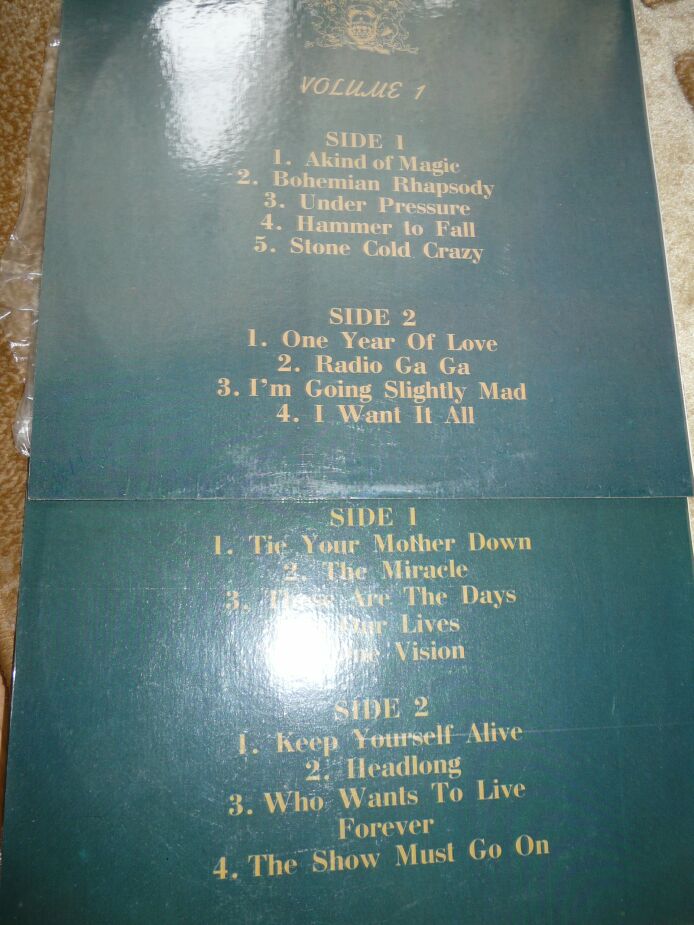 VOLUME 1
SIDE 1
1. Akind of Magic
2. Bohemian Rhapsody
3. Under Pressure
4. Hammer to Fall
5. Stone Cold Crazy
SIDE 2
1. One Year Of Love
2. Radio Ga Ga
3. I'm Going Slightly Mad
4. I Want It All
SIDE 1
1. Tie Your Mother Down
2. The Miracle
3. These Are The Days
Our Lives
Vision
SIDE 2
1. Keep Yourself Alive
2. Headlong
3. Who Wants To Live
Forever
4. The Show Must Go On